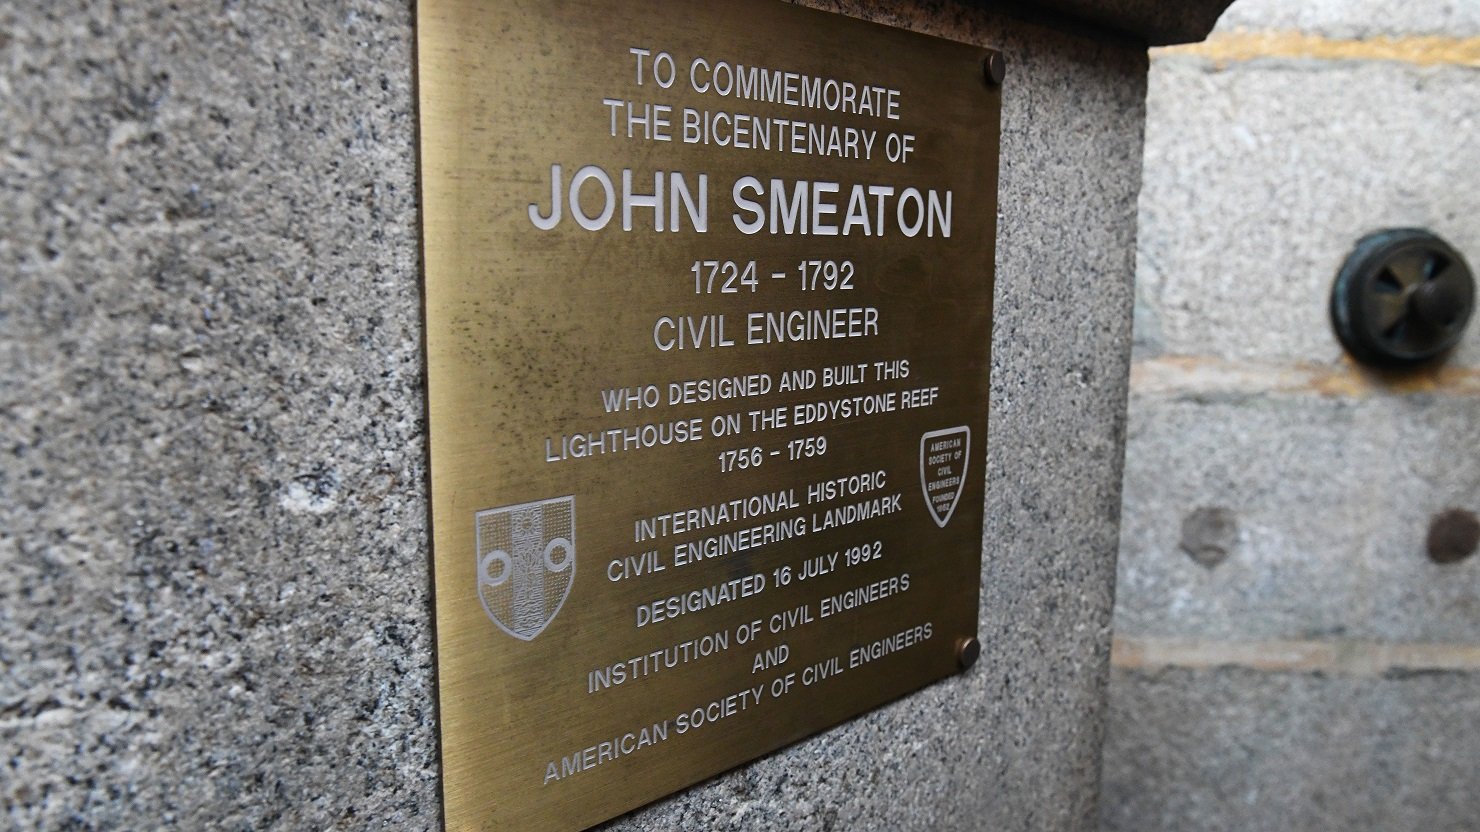 TO COMMEMORATE
THE BICENTENARY OF
JOHN SMEATON
1724 - 1792
CIVIL ENGINEER
WHO DESIGNED AND BUILT THIS
LIGHTHOUSE ON THE EDDYSTONE REEF
1756 - 1759
INTERNATIONAL HISTORIC
CIVIL ENGINEERING LANDMARK
DESIGNATED 16 JULY 1992
INSTITUTION OF CIVIL ENGINEERS
AND
AMERICAN SOCIETY OF CIVIL ENGINEERS
AMERICAN
SOCIETY OF
CIVIL
ENGINEERS
FOUNDED
1852